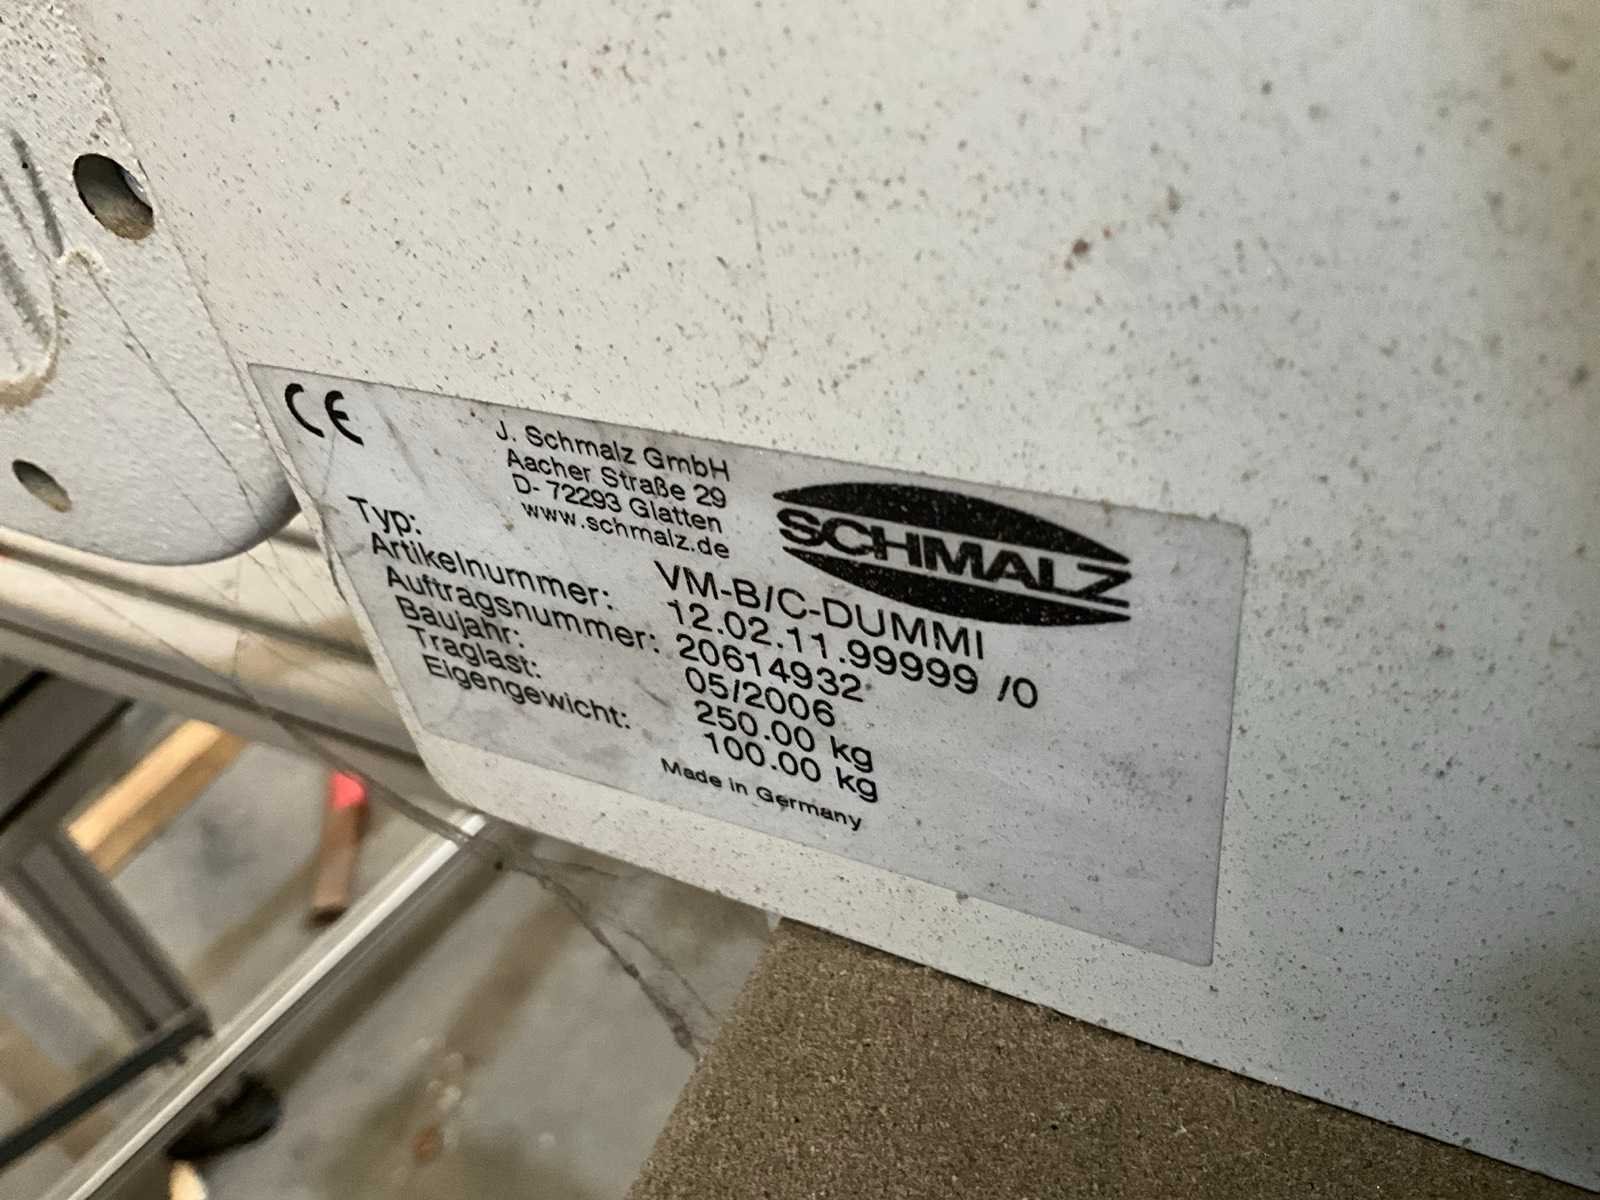 CE
J. Schmalz GmbH
Aacher Straße 29
D- 72293 Glatten
www.schmalz.de
SCHMALZ
Typ: VM-B/C-DUMMI
Artikelnummer: 12.02.11.99999 /0
Auftragsnummer: 20614932
Baujahr: 05/2006
Traglast: 250.00 kg
Eigengewicht: 100.00 kg
Made in Germany